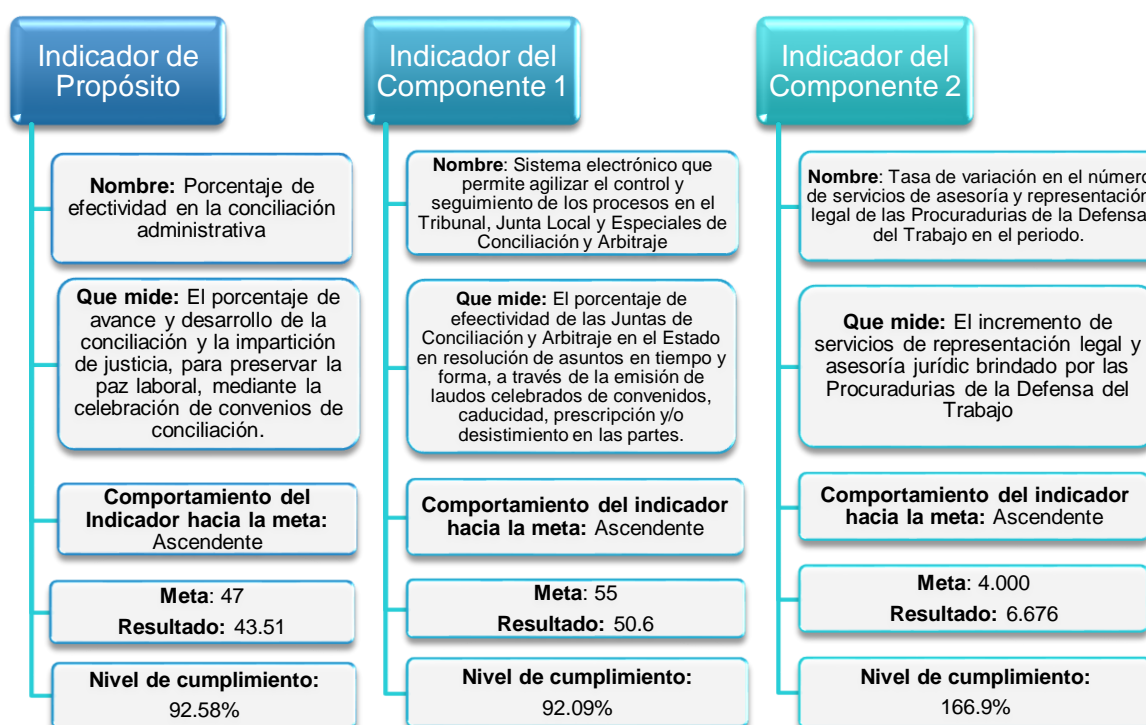 Indicador de
Propósito
Nombre: Porcentaje de
efectividad en la conciliación
administrativa
Que mide: El porcentaje de
avance y desarrollo de la
conciliación y la impartición
de justicia, para preservar la
paz laboral, mediante la
celebración de convenios de
conciliación.
Comportamiento del
Indicador hacia la meta:
Ascendente
Meta: 47
Resultado: 43.51
Nivel de cumplimiento:
92.58%
Indicador del
Componente 1
Nombre: Sistema electrónico que
permite agilizar el control y
seguimiento de los procesos en el
Tribunal, Junta Local y Especiales de
Conciliación y Arbitraje
Que mide: El porcentaje de
efeectividad de las Juntas de
Conciliación y Arbitraje en el Estado
en resolución de asuntos en tiempo y
forma, a través de la emisión de
laudos celebrados de convenidos,
caducidad, prescripción y/o
desistimiento en las partes.
Comportamiento del indicador
hacia la meta: Ascendente
Meta: 55
Resultado: 50.6
Nivel de cumplimiento:
92.09%
Indicador del
Componente 2
Nombre: Tasa de variación en el número
de servicios de asesoría y representación
legal de las Procuradurias de la Defensa
del Trabajo en el periodo.
Que mide: El incremento de
servicios de representación legal y
asesoría jurídic brindado por las
Procuradurias de la Defensa del
Trabajo
Comportamiento del indicador
hacia la meta: Ascendente
Meta: 4.000
Resultado: 6.676
Nivel de cumplimiento:
166.9%